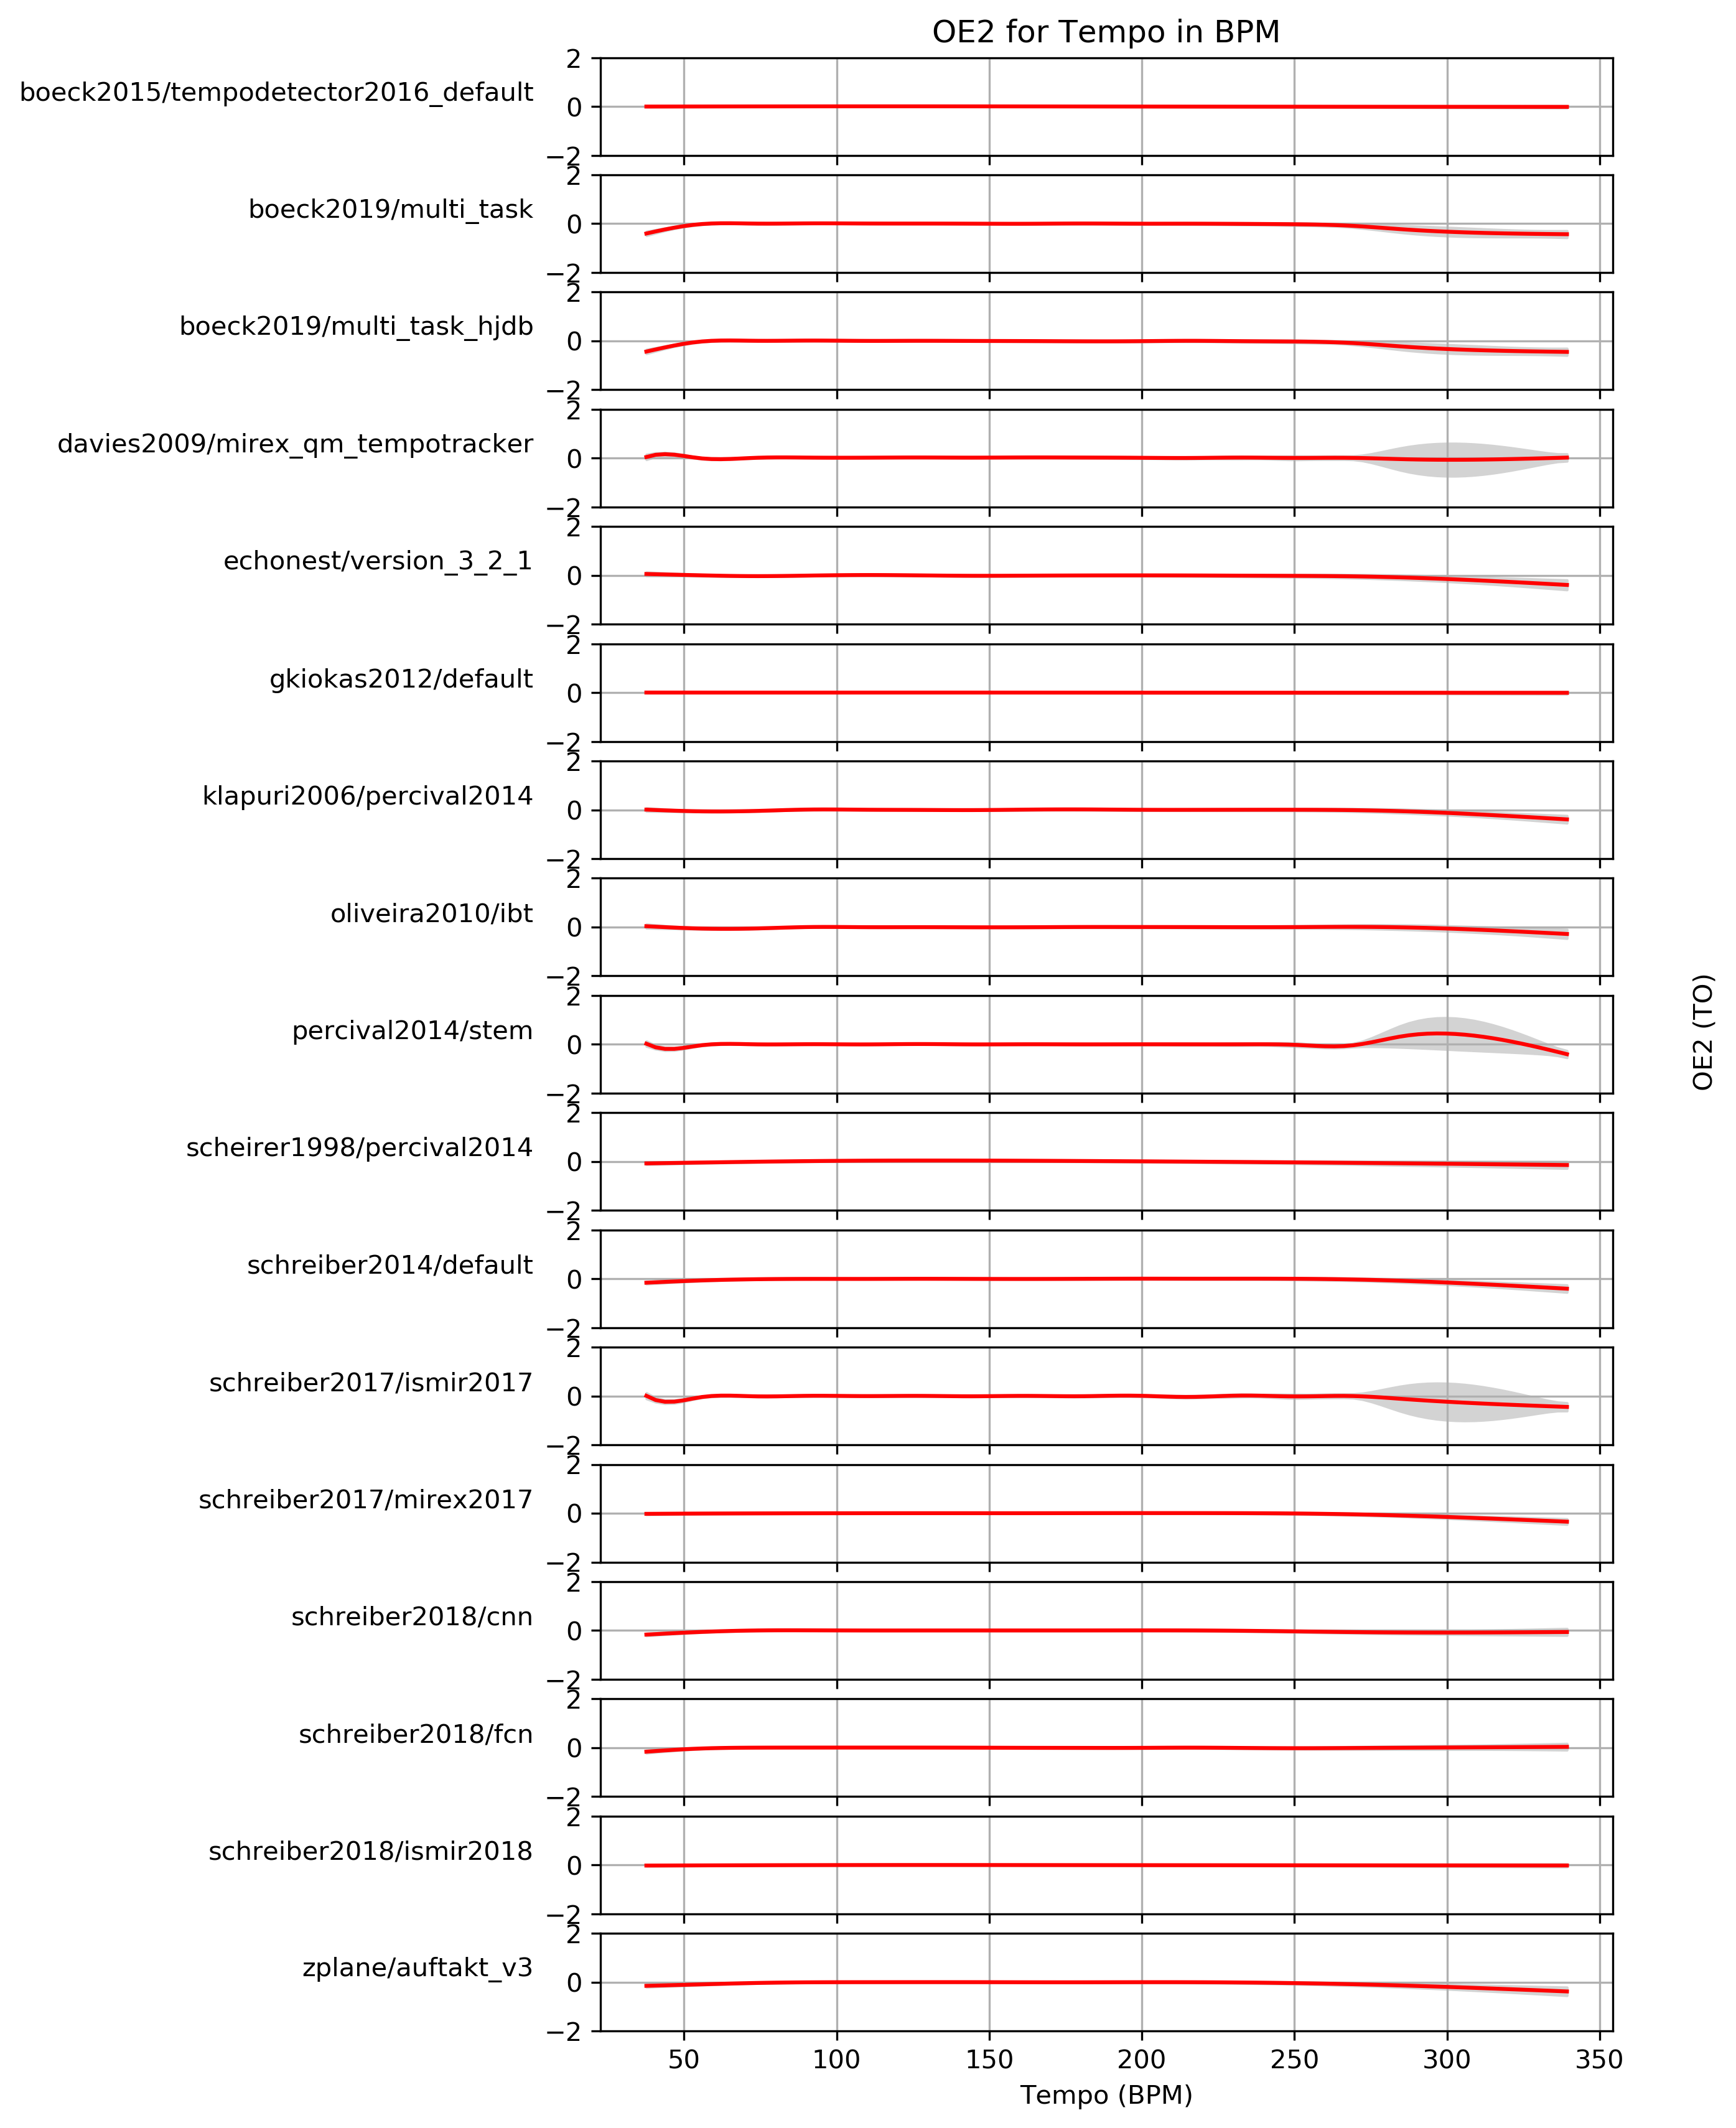 OE2 for Tempo in BPM
boeck2015/tempodetector2016_default
2
0
−2
boeck2019/multi_task
2
0
−2
boeck2019/multi_task_hjdb
2
0
−2
davies2009/mirex_qm_tempotracker
2
0
−2
echonest/version_3_2_1
2
0
−2
gkiokas2012/default
2
0
−2
klapuri2006/percival2014
2
0
−2
oliveira2010/ibt
2
0
−2
percival2014/stem
2
0
−2
scheirer1998/percival2014
2
0
−2
schreiber2014/default
2
0
−2
schreiber2017/ismir2017
2
0
−2
schreiber2017/mirex2017
2
0
−2
schreiber2018/cnn
2
0
−2
schreiber2018/fcn
2
0
−2
schreiber2018/ismir2018
2
0
−2
zplane/auftakt_v3
2
0
−2
50 100 150 200 250 300 350
Tempo (BPM)
OE2 (TO)